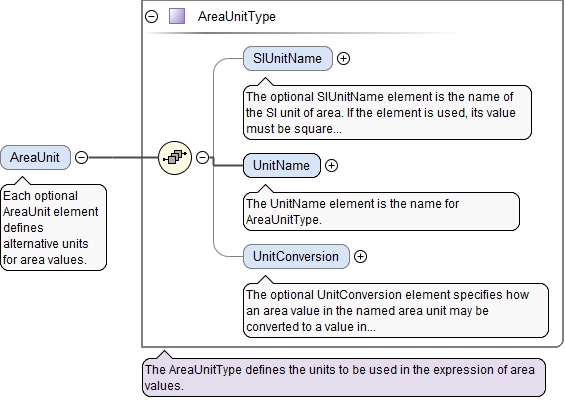 AreaUnitType
SIUnitName
The optional SIUnitName element is the name of
the SI unit of area. If the element is used, its value
must be square...
AreaUnit
Each optional
AreaUnit element
defines
alternative units
for area values.
UnitName
The UnitName element is the name for
AreaUnitType.
UnitConversion
The optional UnitConversion element specifies how
an area value in the named area unit may be
converted to a value in...
The AreaUnitType defines the units to be used in the expression of area
values.